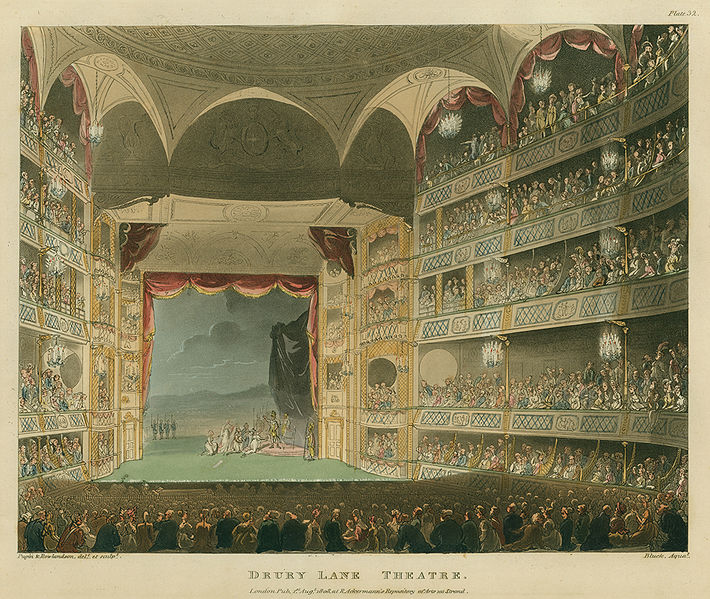 Plate 32.
Pugin & Rowlandson, delt. et sculpt.
Bluck, Aquat.
DRURY LANE THEATRE.
London Pub. 1st Augt. 1808, at R. Ackermann's Repository of Arts 101 Strand.